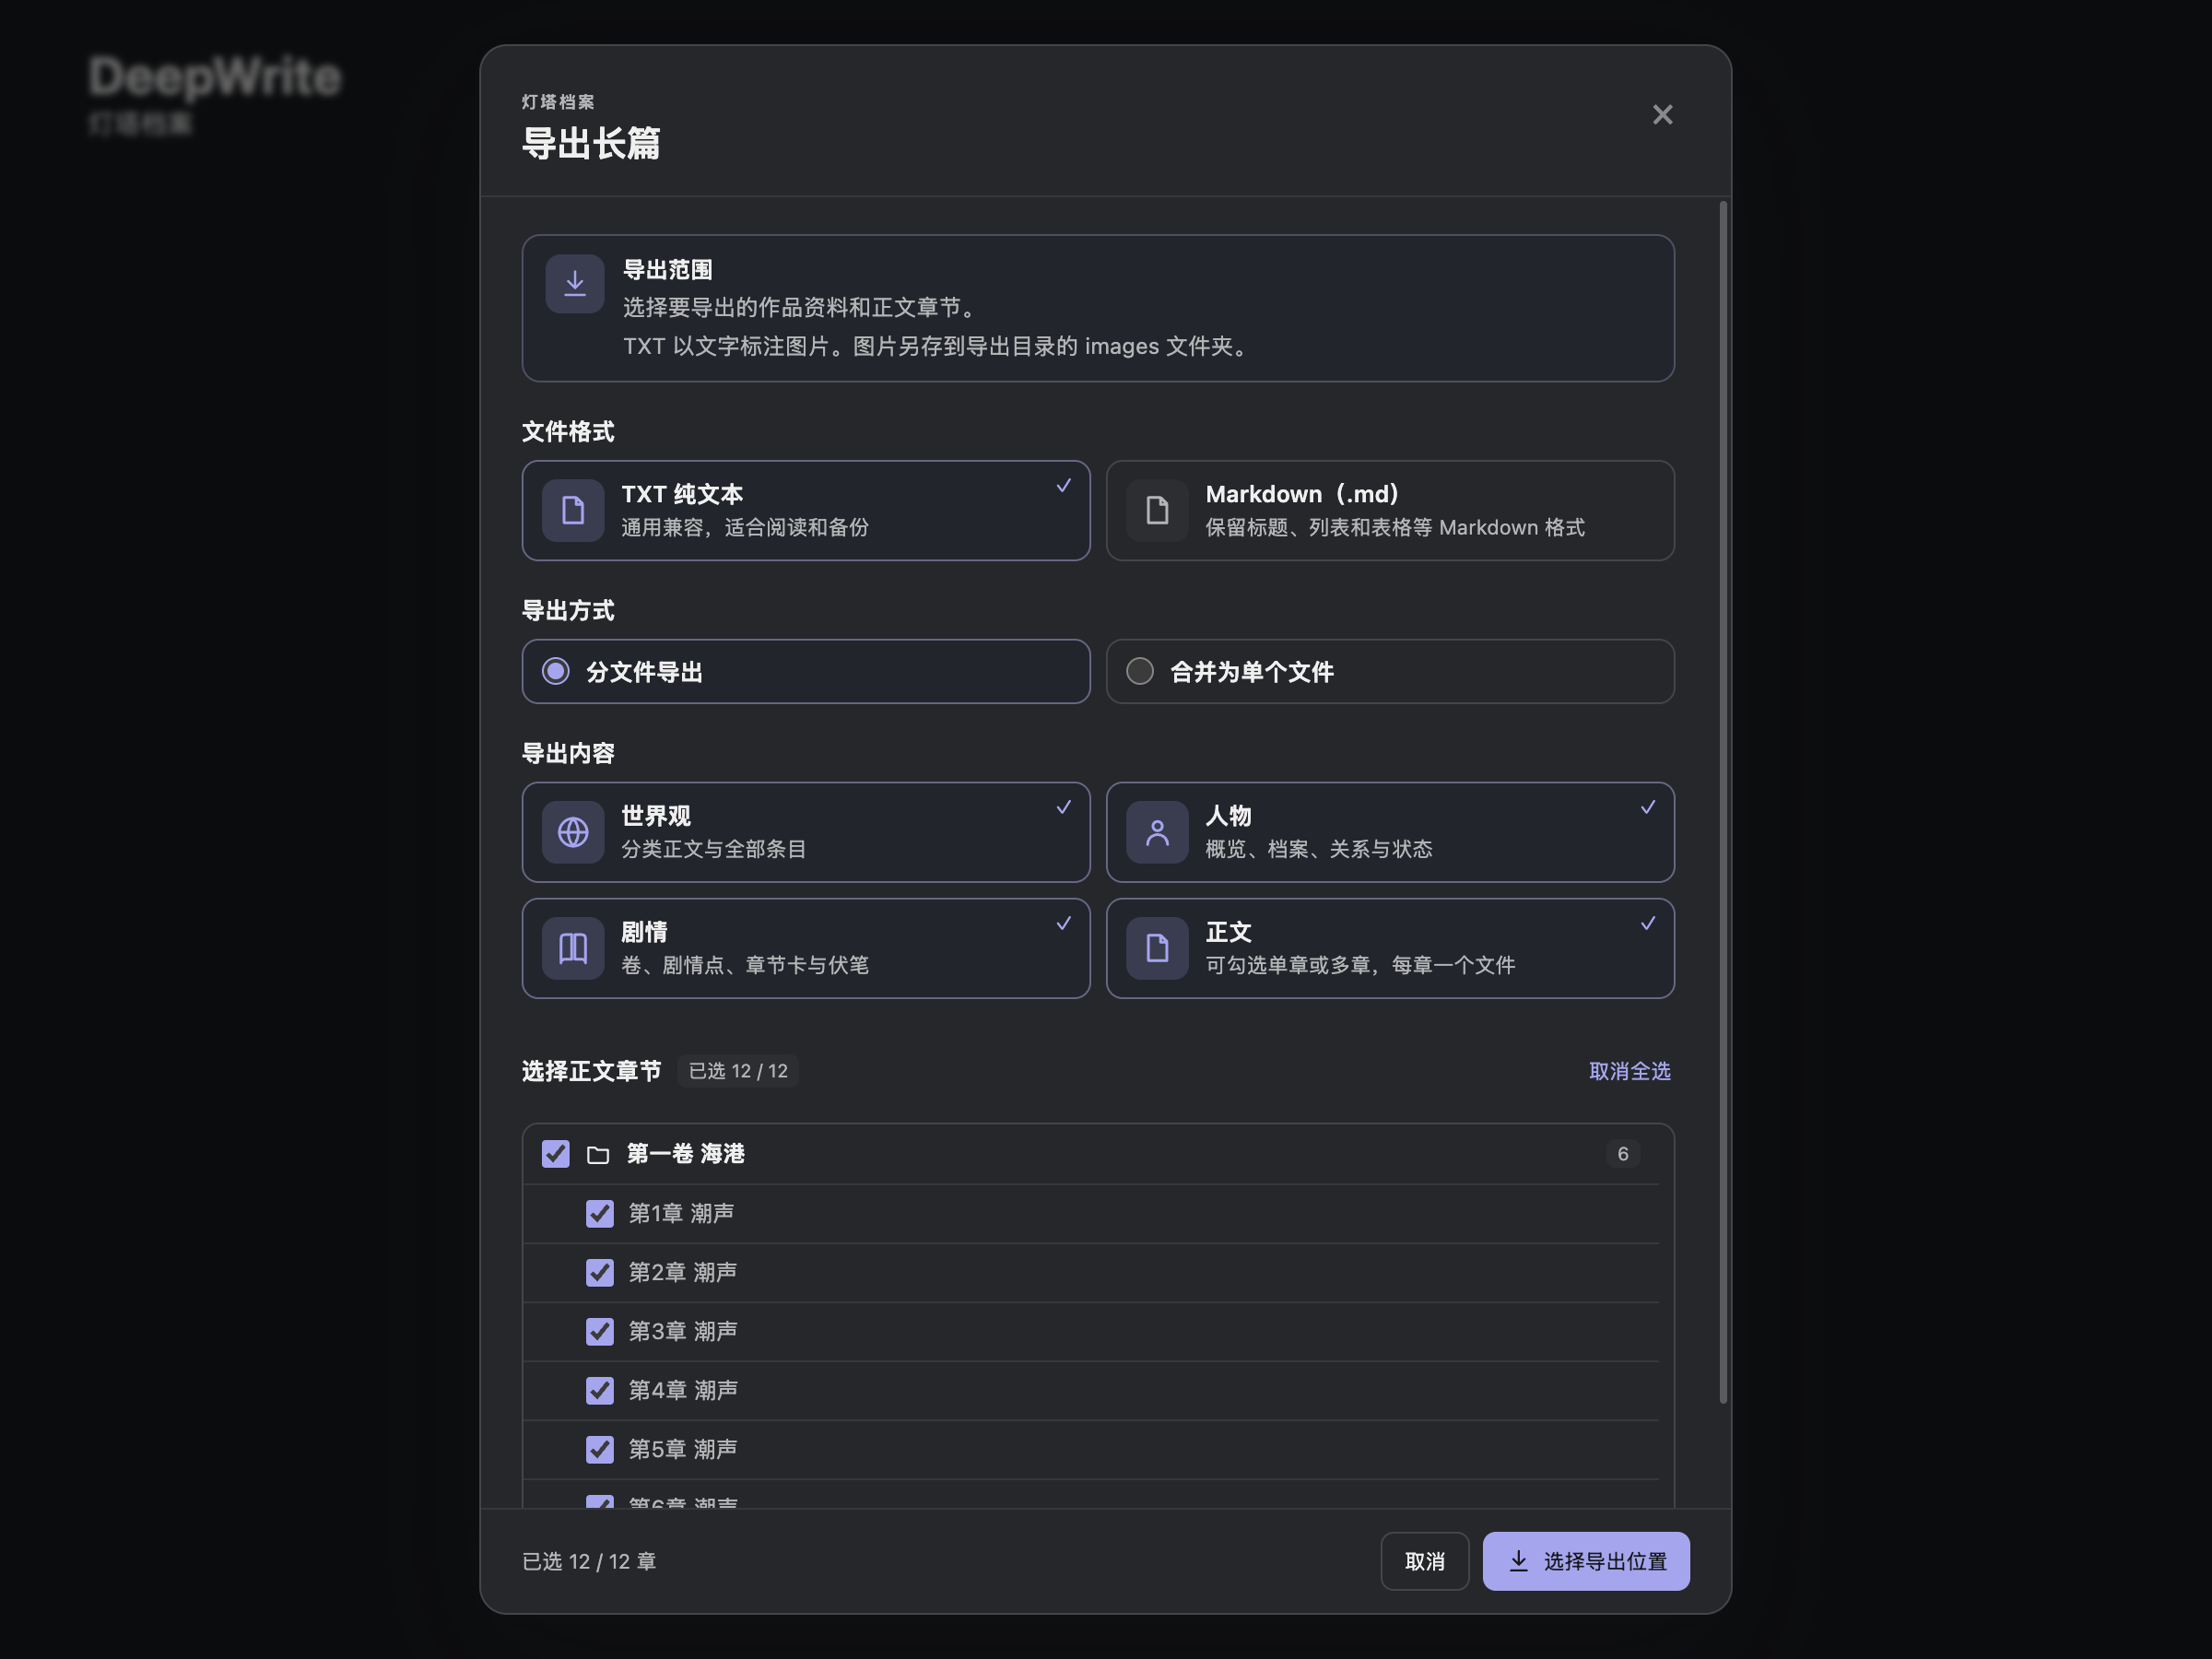 DeepWrite
灯塔档案
灯塔档案
导出长篇
导出范围
选择要导出的作品资料和正文章节。
TXT 以文字标注图片。图片另存到导出目录的 images 文件夹。
文件格式
TXT 纯文本
通用兼容，适合阅读和备份
Markdown（.md）
保留标题、列表和表格等 Markdown 格式
导出方式
分文件导出
合并为单个文件
导出内容
世界观
分类正文与全部条目
人物
概览、档案、关系与状态
剧情
卷、剧情点、章节卡与伏笔
正文
可勾选单章或多章，每章一个文件
选择正文章节 已选 12 / 12 取消全选
第一卷 海港 6
第1章 潮声
第2章 潮声
第3章 潮声
第4章 潮声
第5章 潮声
第6章 潮声
已选 12 / 12 章
取消
选择导出位置